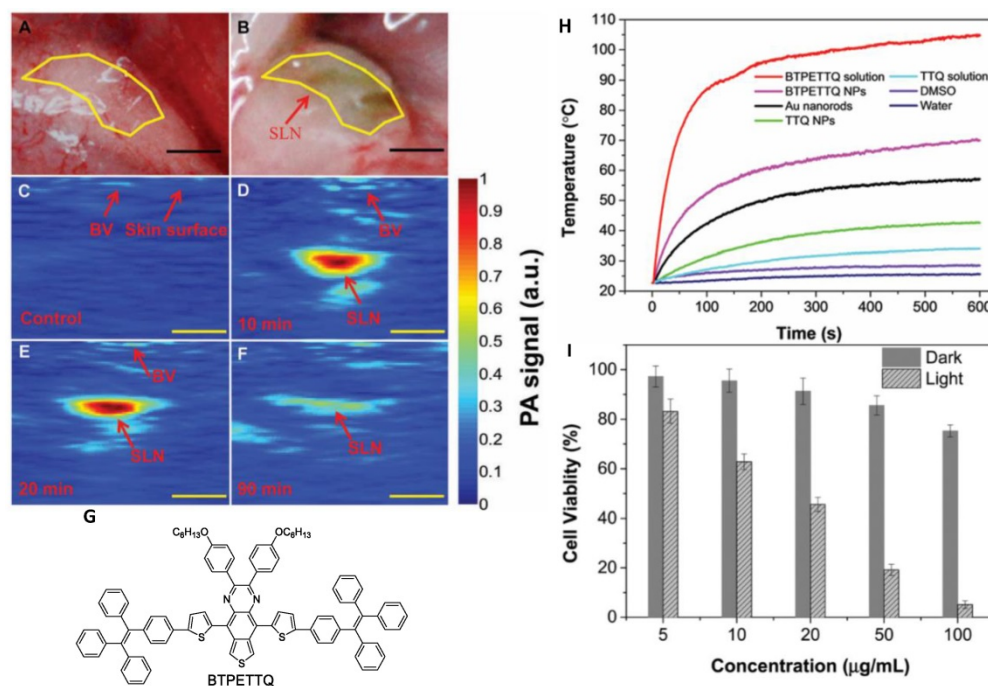 A
B
SLN
C
BV
Skin surface
Control
D
BV
10 min
SLN
E
BV
SLN
20 min
F
SLN
90 min
1
0.9
0.8
0.7
0.6
0.5
0.4
0.3
0.2
0.1
0
PA signal (a.u.)
G
C₆H₁₃O
OC₆H₁₃
N
N
S
S
S
BTPETTQ
H
110
100
90
80
70
60
50
40
30
20
Temperature (°C)
BTPETTQ solution
BTPETTQ NPs
Au nanorods
TTQ NPs
TTQ solution
DMSO
Water
0 100 200 300 400 500 600
Time (s)
I
Dark
Light
100
80
60
40
20
0
Cell Viablity (%)
5 10 20 50 100
Concentration (μg/mL)